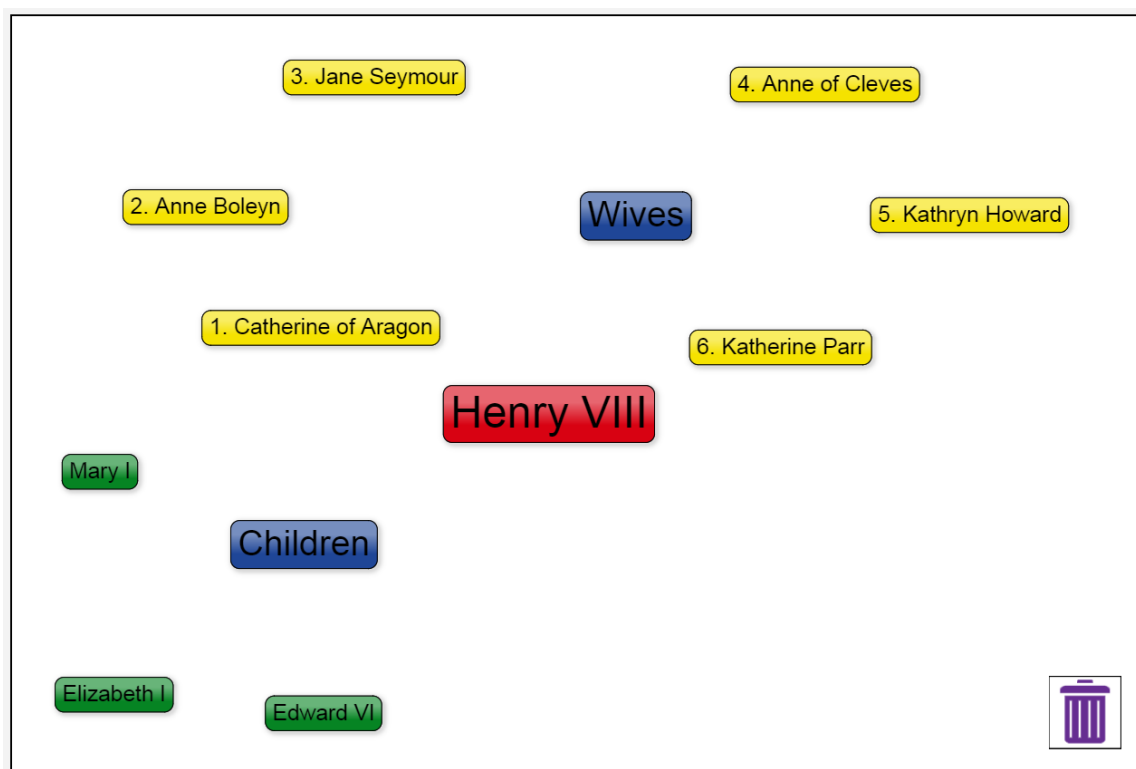 3. Jane Seymour
4. Anne of Cleves
2. Anne Boleyn
Wives
5. Kathryn Howard
1. Catherine of Aragon
6. Katherine Parr
Henry VIII
Mary I
Children
Elizabeth I
Edward VI